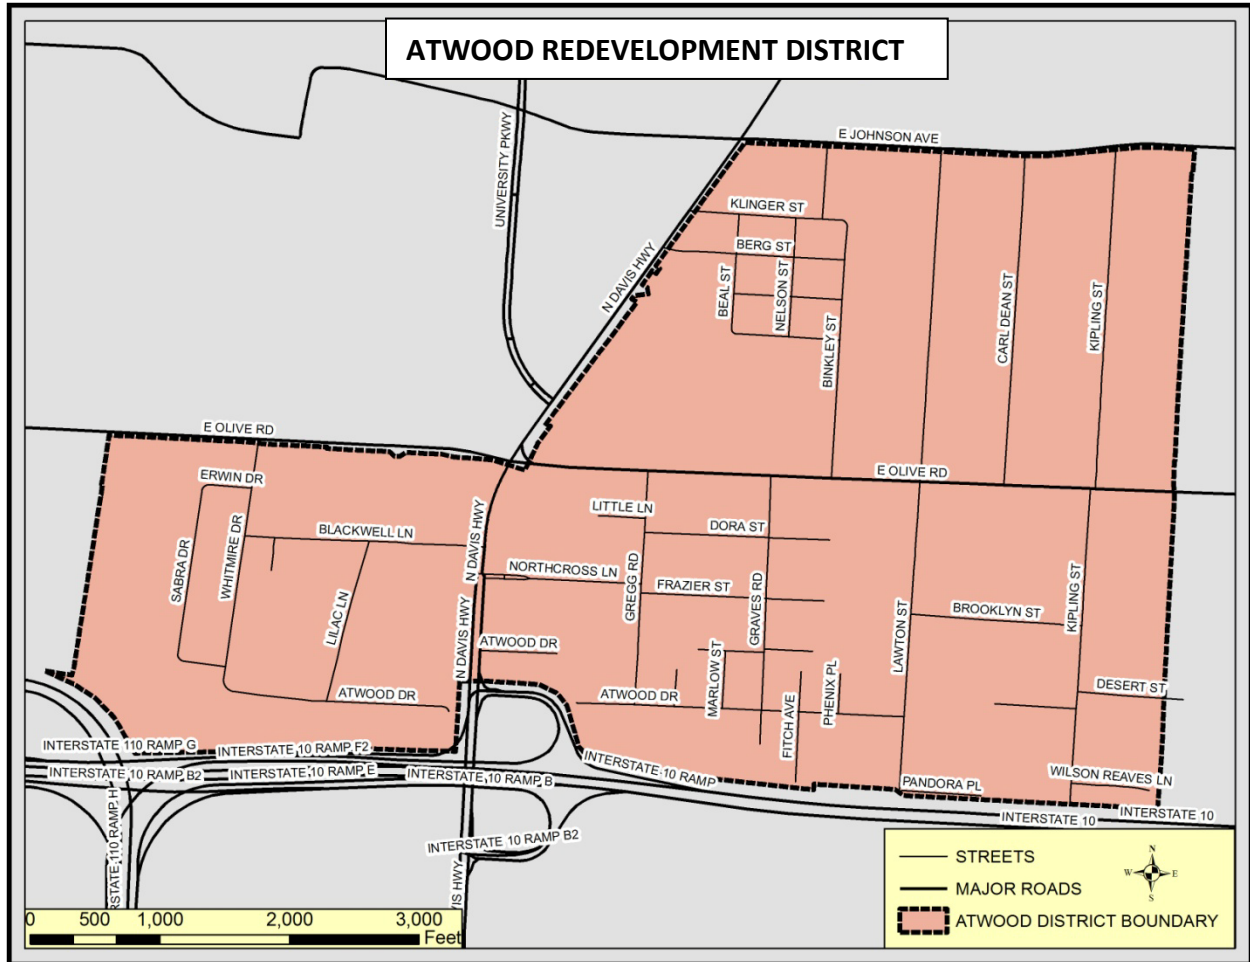 ATWOOD REDEVELOPMENT DISTRICT
E JOHNSON AVE
UNIVERSITY PKWY
KLINGER ST
BERG ST
N DAVIS HWY
BEAL ST
NELSON ST
BINKLEY ST
CARL DEAN ST
KIPLING ST
E OLIVE RD
E OLIVE RD
ERWIN DR
SABRA DR
WHITMIRE DR
BLACKWELL LN
LILAC LN
N DAVIS HWY
LITTLE LN
DORA ST
NORTHCROSS LN
GREGG RD
FRAZIER ST
GRAVES RD
LAWTON ST
BROOKLYN ST
KIPLING ST
N DAVIS HWY
ATWOOD DR
MARLOW ST
PHENIX PL
DESERT ST
ATWOOD DR
ATWOOD DR
FITCH AVE
INTERSTATE 110 RAMP G
INTERSTATE 10 RAMP F2
INTERSTATE 10 RAMP
INTERSTATE 10 RAMP B2
INTERSTATE 10 RAMP E
INTERSTATE 10 RAMP B
PANDORA PL
WILSON REAVES LN
INTERSTATE 10
INTERSTATE 10
RSTATE 110 RAMP H
INTERSTATE 10 RAMP B2
VIS HWY
STREETS
MAJOR ROADS
ATWOOD DISTRICT BOUNDARY
N
W E
S
0 500 1,000 2,000 3,000
Feet